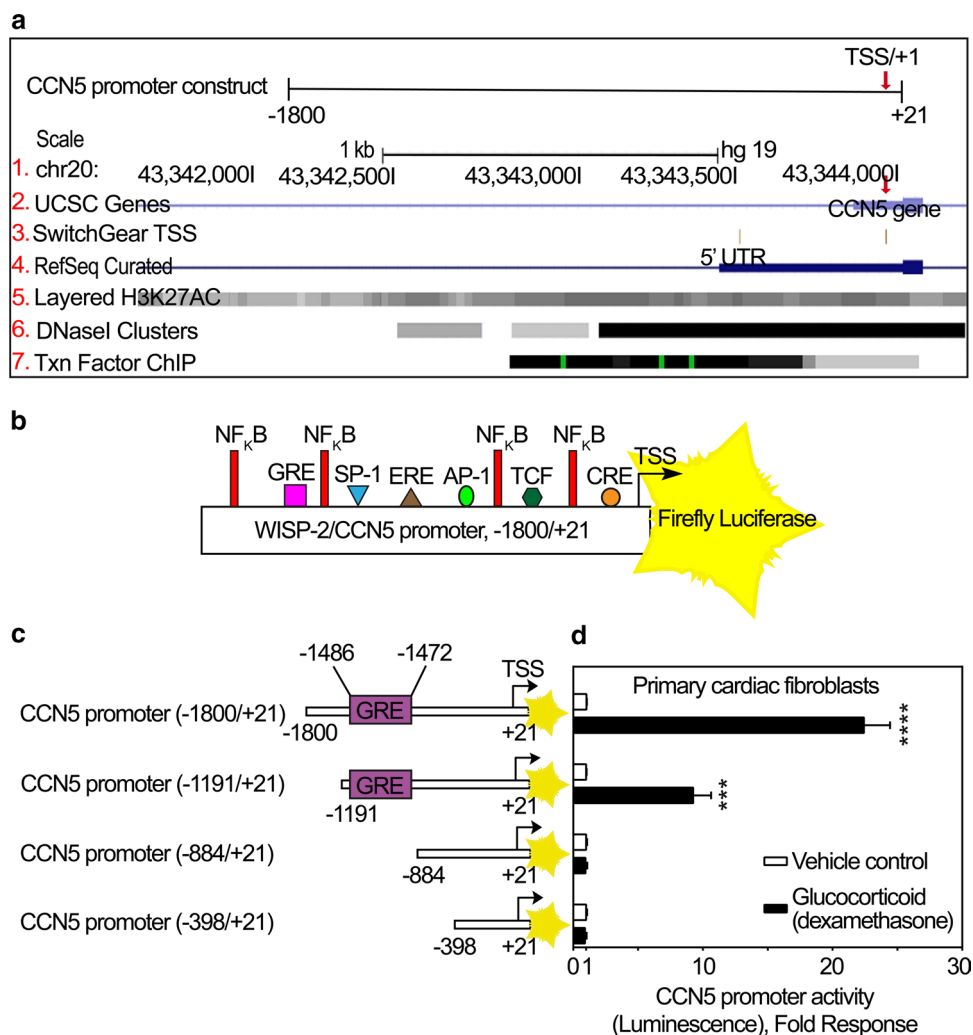 a
TSS/+1
CCN5 promoter construct
-1800
+21
Scale
1 kb
hg 19
1. chr20:
43,342,000I
43,342,500I
43,343,000I
43,343,500I
43,344,000I
2. UCSC Genes
CCN5 gene
3. SwitchGear TSS
4. RefSeq Curated
5' UTR
5. Layered H3K27AC
6. DNaseI Clusters
7. Txn Factor ChIP
b
NFκB
NFκB
NFκB
NFκB
GRE
SP-1
ERE
AP-1
TCF
CRE
TSS
WISP-2/CCN5 promoter, -1800/+21
Firefly Luciferase
c
-1486
-1472
TSS
CCN5 promoter (-1800/+21)
GRE
-1800
+21
CCN5 promoter (-1191/+21)
GRE
-1191
+21
CCN5 promoter (-884/+21)
-884
+21
CCN5 promoter (-398/+21)
-398
+21
d
Primary cardiac fibroblasts
****
***
Vehicle control
Glucocorticoid
(dexamethasone)
0 1 10 20 30
CCN5 promoter activity
(Luminescence), Fold Response